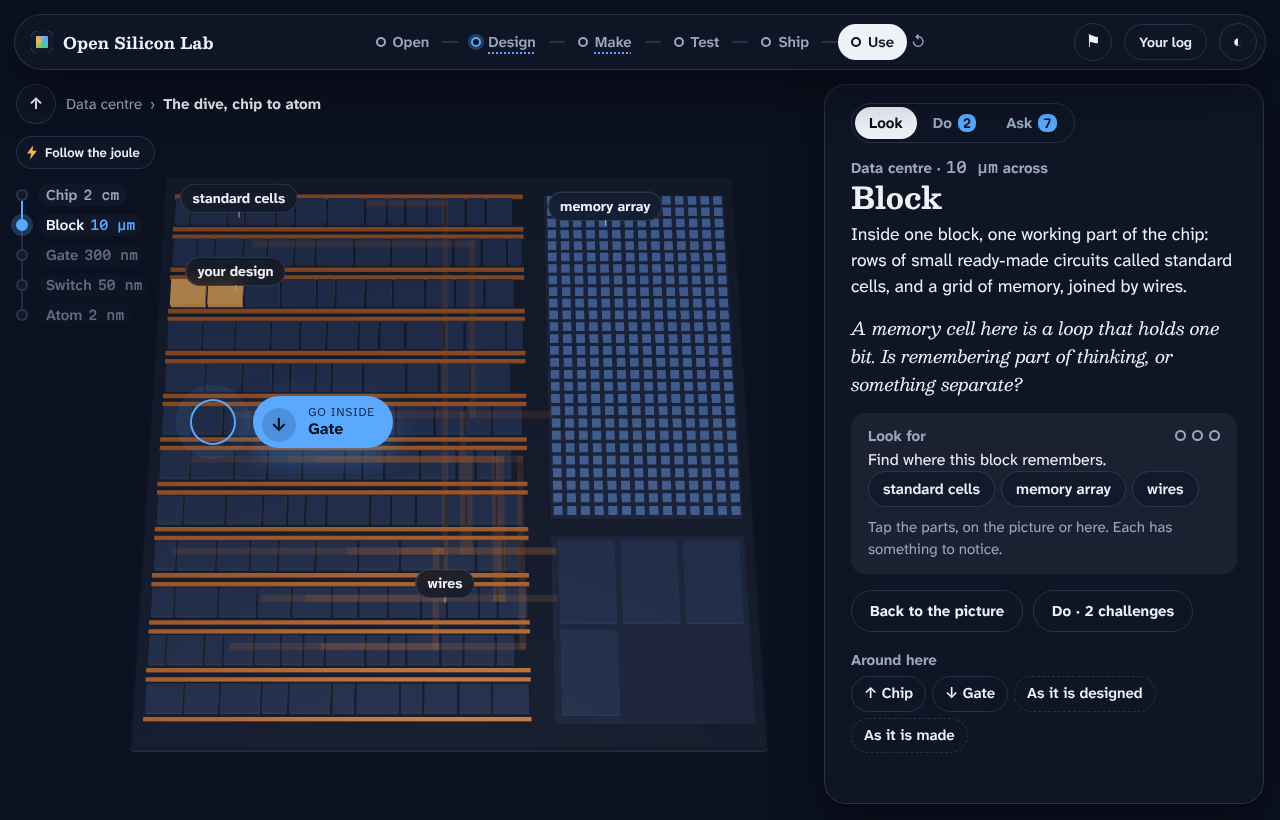 Open Silicon Lab
Open
Design
Make
Test
Ship
Use
Your log
Data centre › The dive, chip to atom
Follow the joule
Chip 2 cm
Block 10 µm
Gate 300 nm
Switch 50 nm
Atom 2 nm
standard cells
memory array
your design
GO INSIDE
Gate
wires
Look
Do 2
Ask 7
Data centre · 10 µm across
Block
Inside one block, one working part of the chip:
rows of small ready-made circuits called standard
cells, and a grid of memory, joined by wires.
A memory cell here is a loop that holds one
bit. Is remembering part of thinking, or
something separate?
Look for
Find where this block remembers.
standard cells
memory array
wires
Tap the parts, on the picture or here. Each has
something to notice.
Back to the picture
Do · 2 challenges
Around here
↑ Chip
↓ Gate
As it is designed
As it is made